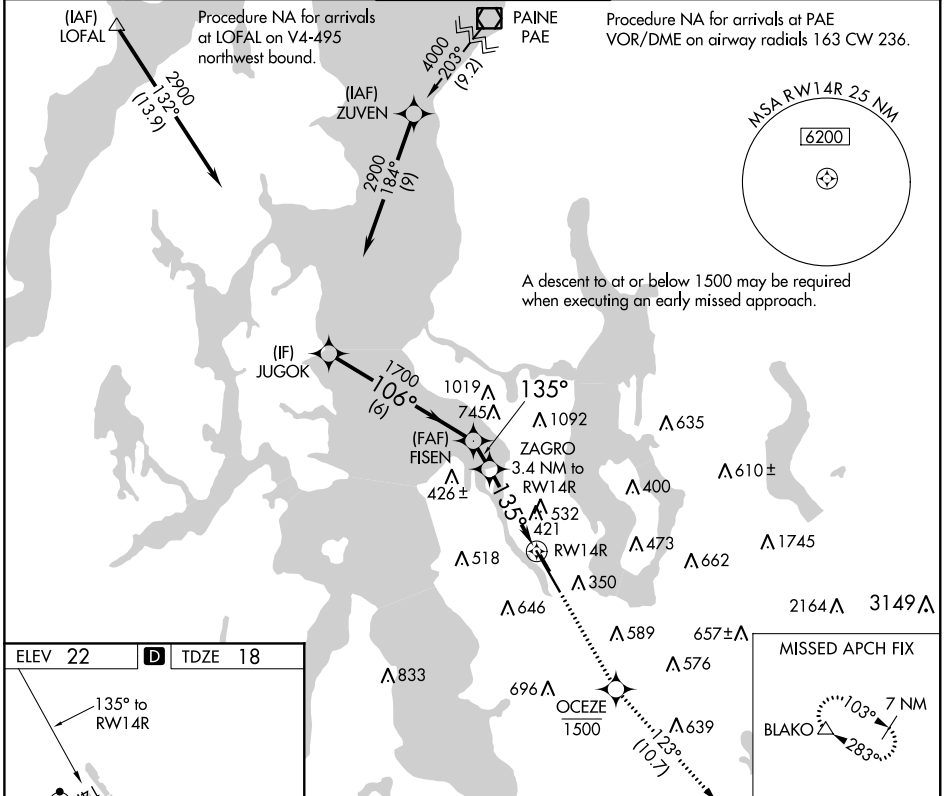 (IAF)
LOFAL
Procedure NA for arrivals
at LOFAL on V4-495
northwest bound.
PAINE
PAE
Procedure NA for arrivals at PAE
VOR/DME on airway radials 163 CW 236.
2900
132°
(13.9)
4000
203°
(9.2)
(IAF)
ZUVEN
2900
184°
(9)
MSA RW14R 25 NM
6200
A descent to at or below 1500 may be required
when executing an early missed approach.
(IF)
JUGOK
1700
106°
(6)
1019
745
135°
1092
635
(FAF)
FISEN
ZAGRO
3.4 NM to
RW14R
426±
135°
400
610±
532
421
RW14R
473
1745
518
662
350
646
2164
3149
589
657±
576
833
696
OCEZE
1500
639
123°
(10.7)
MISSED APCH FIX
7 NM
103°
BLAKO
283°
ELEV 22
D
TDZE 18
135° to
RW14R